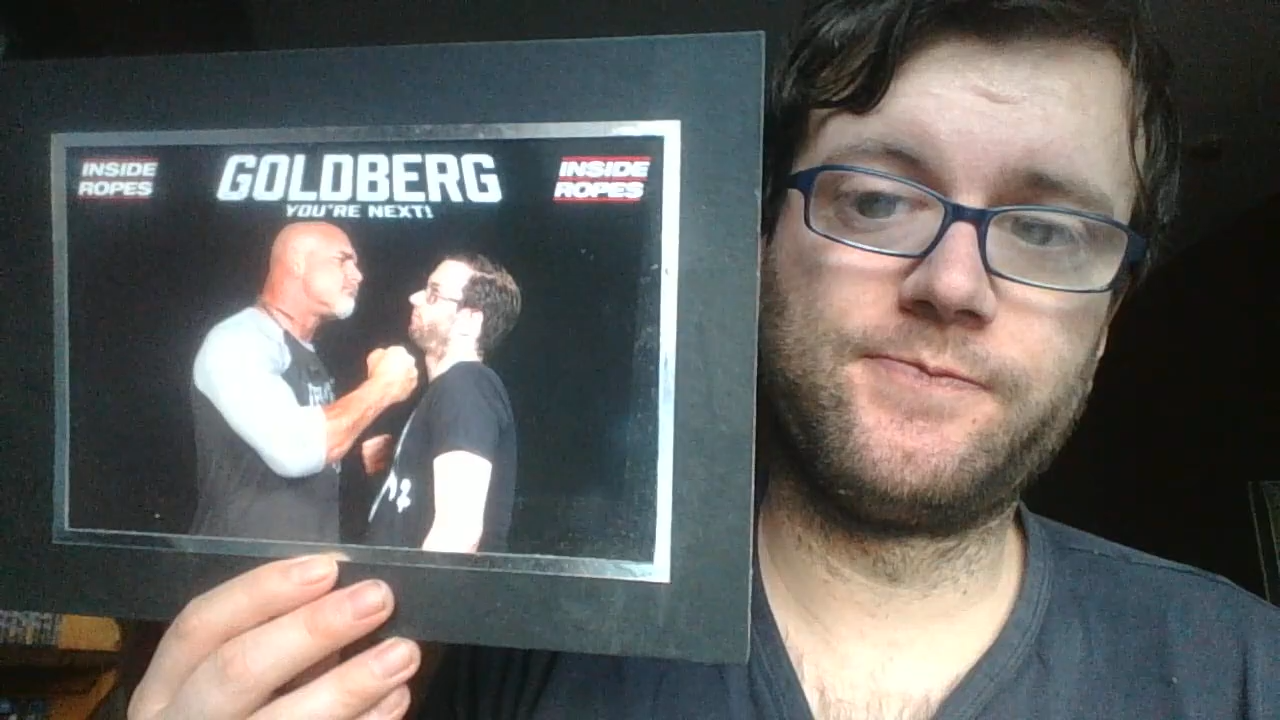 INSIDE
ROPES
GOLDBERG
YOU'RE NEXT!
INSIDE
ROPES